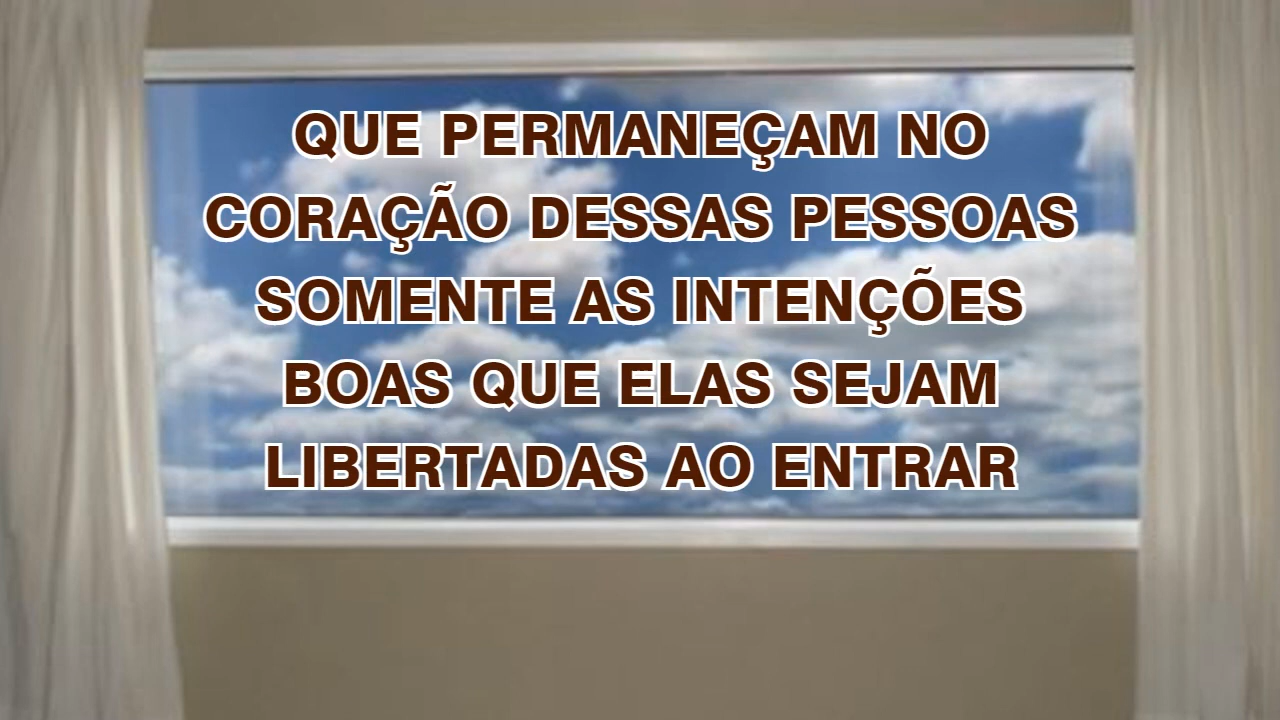 QUE PERMANEÇAM NO
CORAÇÃO DESSAS PESSOAS
SOMENTE AS INTENÇÕES
BOAS QUE ELAS SEJAM
LIBERTADAS AO ENTRAR